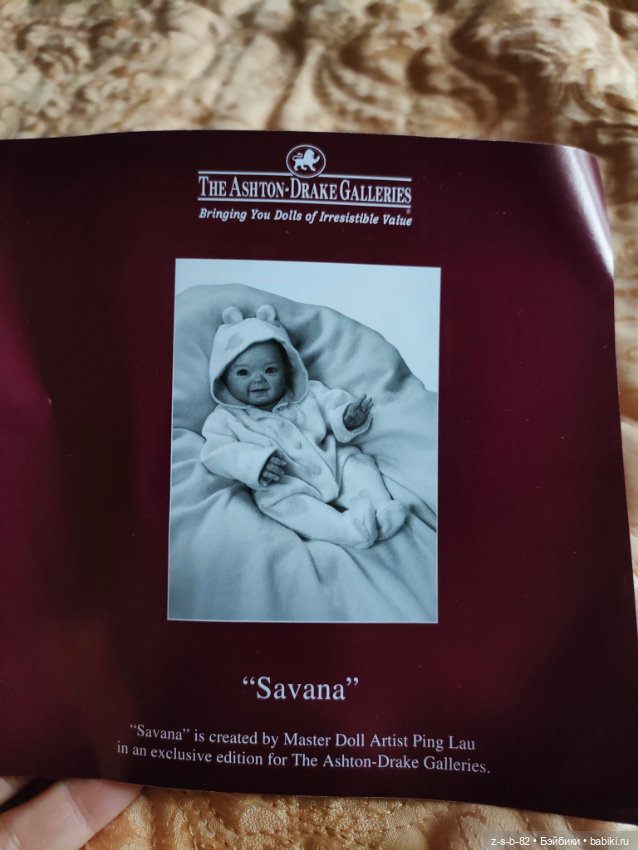 THE ASHTON-DRAKE GALLERIES
Bringing You Dolls of Irresistible Value
“Savana”
“Savana” is created by Master Doll Artist Ping Lau
in an exclusive edition for The Ashton-Drake Galleries.
z-s-b-82 • Бэйбики • babiki.ru